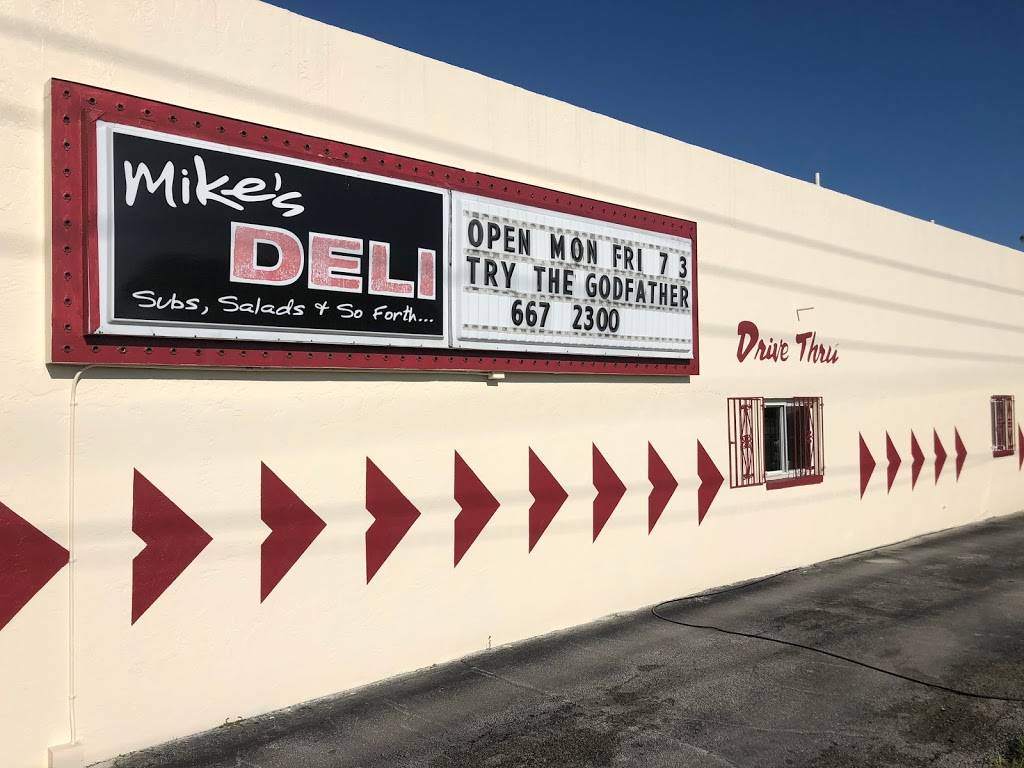 Mike's
DELI
Subs, Salads & So Forth...
OPEN MON FRI 7 3
TRY THE GODFATHER
667 2300
Drive Thru